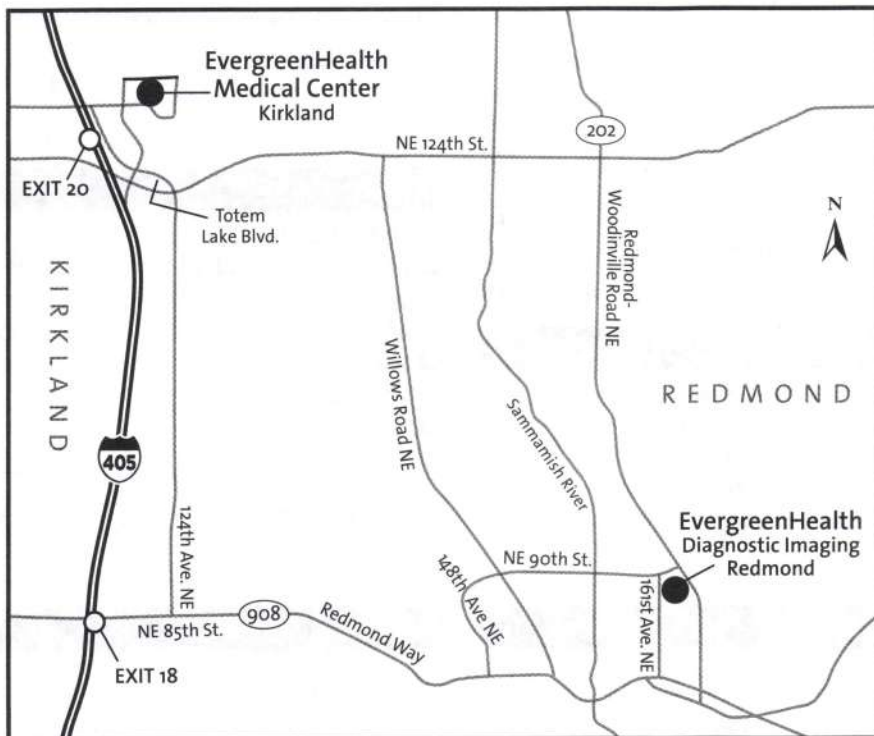 EvergreenHealth
Medical Center
Kirkland
202
NE 124th St.
EXIT 20
Totem
Lake Blvd.
N
Redmond-
Woodinville Road NE
KIRKLAND
Willows Road NE
REDMOND
Sammamish River
405
124th Ave. NE
EvergreenHealth
Diagnostic Imaging
Redmond
NE 90th St.
148th Ave NE
161st Ave. NE
908
NE 85th St.
Redmond Way
EXIT 18